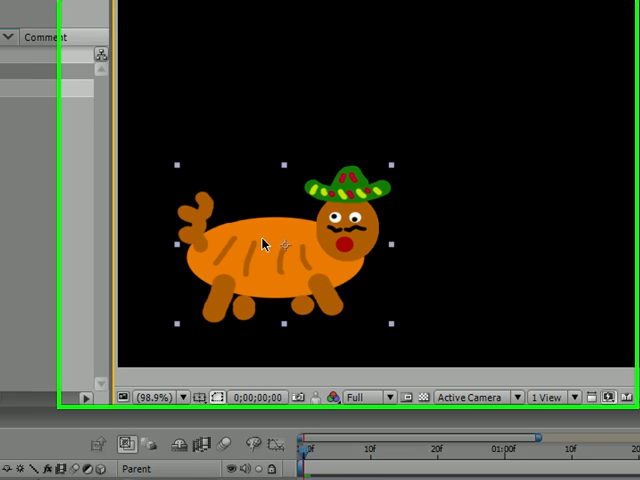 Comment
(98.9%)
0;00;00;00
Full
Active Camera
1 View
0f
10f
20f
01:00f
10f
20
Parent